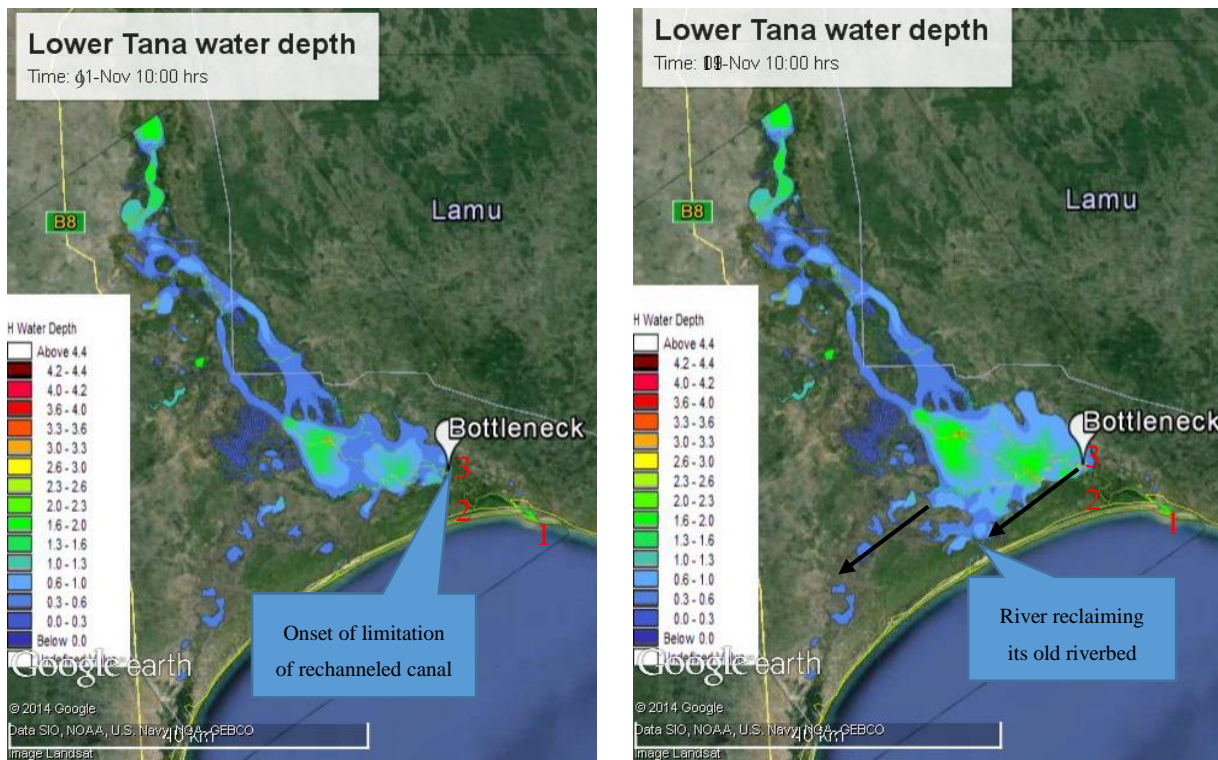 Lower Tana water depth
-Nov 10:00 hrs
Time:
Lamu
B8
H Water Depth
Above 4.4
4.2 - 4.4
4.0 - 4.2
3.6 - 4.0
3.3 - 3.6
3.0 - 3.3
2.6 - 3.0
2.3 - 2.6
2.0 - 2.3
1.6 - 2.0
1.3 - 1.6
1.0 - 1.3
0.6 - 1.0
0.3 - 0.6
0.0 - 0.3
Below 0.0
Bottleneck
3
2
1
Onset of limitation
of rechanneled canal
Google earth
© 2014 Google
Data SIO, NOAA, U.S. Navy, NGA, GEBCO
40 km
Image Landsat
Lower Tana water depth
Time:
-Nov 10:00 hrs
Lamu
B8
H Water Depth
Above 4.4
4.2 - 4.4
4.0 - 4.2
3.6 - 4.0
3.3 - 3.6
3.0 - 3.3
2.6 - 3.0
2.3 - 2.6
2.0 - 2.3
1.6 - 2.0
1.3 - 1.6
1.0 - 1.3
0.6 - 1.0
0.3 - 0.6
0.0 - 0.3
Below 0.0
Bottleneck
3
2
1
River reclaiming
its old riverbed
Google earth
© 2014 Google
Data SIO, NOAA, U.S. Navy, NGA, GEBCO
40 km
Image Landsat